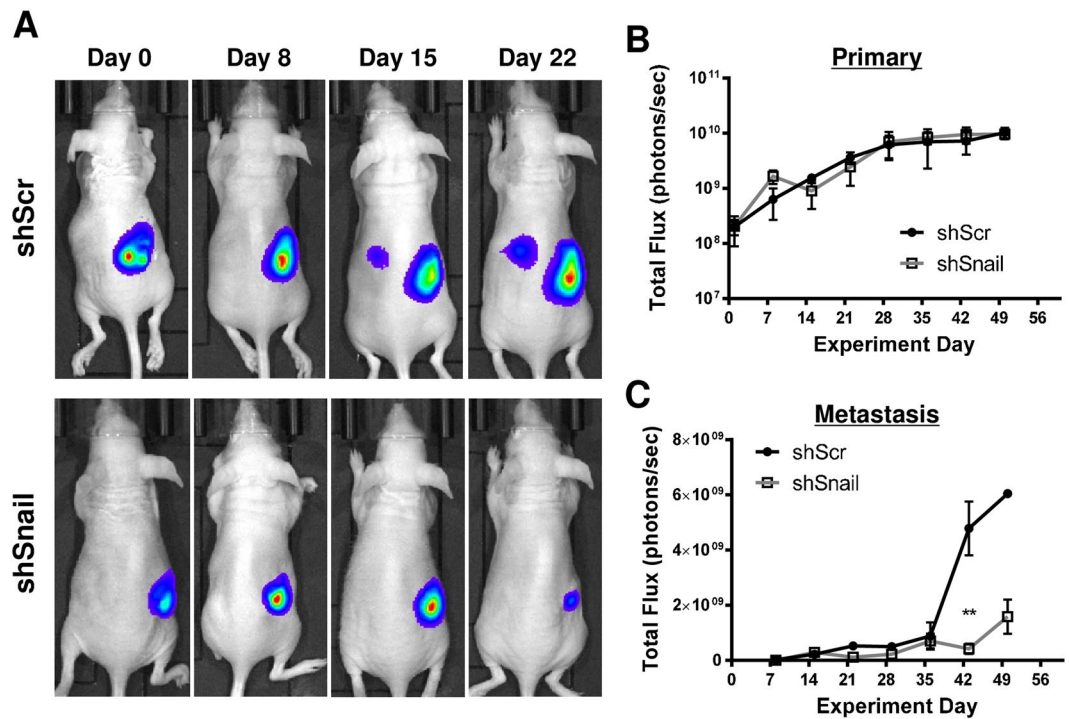 A
Day 0
Day 8
Day 15
Day 22
shScr
shSnail
B
Primary
Total Flux (photons/sec)
10¹¹
10¹⁰
10⁹
10⁸
10⁷
shScr
shSnail
0 7 14 21 28 35 42 49 56
Experiment Day
C
Metastasis
Total Flux (photons/sec)
8×10⁰⁹
6×10⁰⁹
4×10⁰⁹
2×10⁰⁹
0
shScr
shSnail
**
0 7 14 21 28 35 42 49 56
Experiment Day